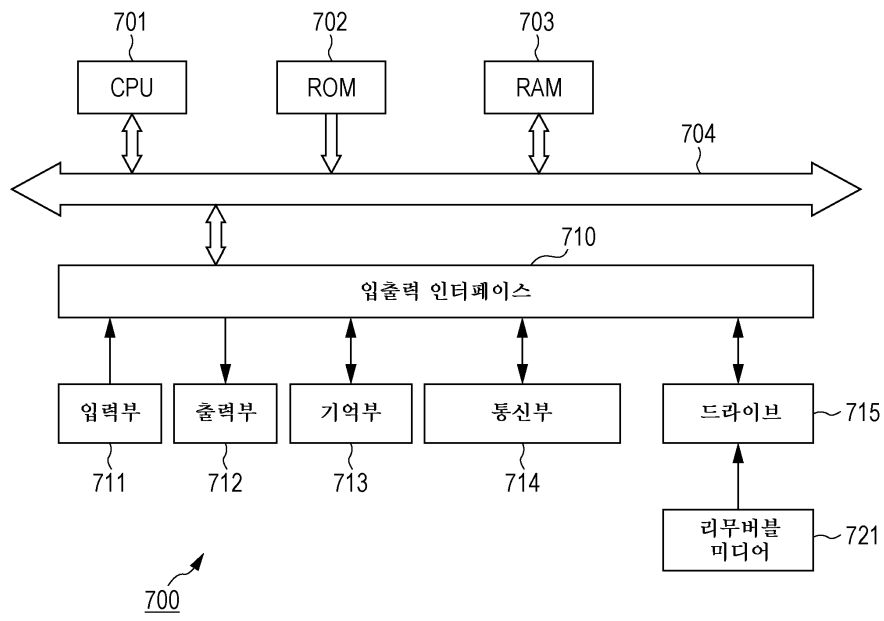 701
702
703
CPU
ROM
RAM
704
710
입출력 인터페이스
입력부
출력부
기억부
통신부
드라이브
715
711
712
713
714
리무버블
미디어
721
700